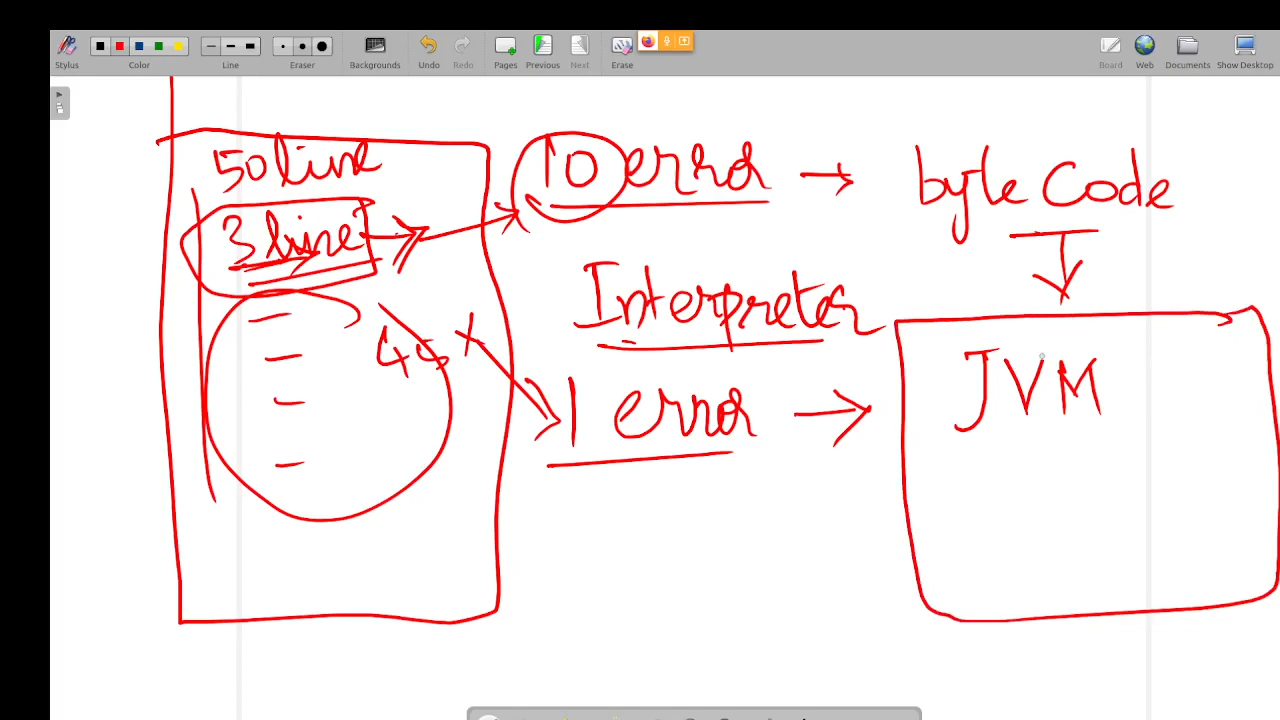 Stylus Color Line Eraser Backgrounds Undo Redo Pages Previous Next Erase Board Web Documents Show Desktop
50 line
10 error → byte Code
3 line
Interpreter
44 X
1 error →
JVM